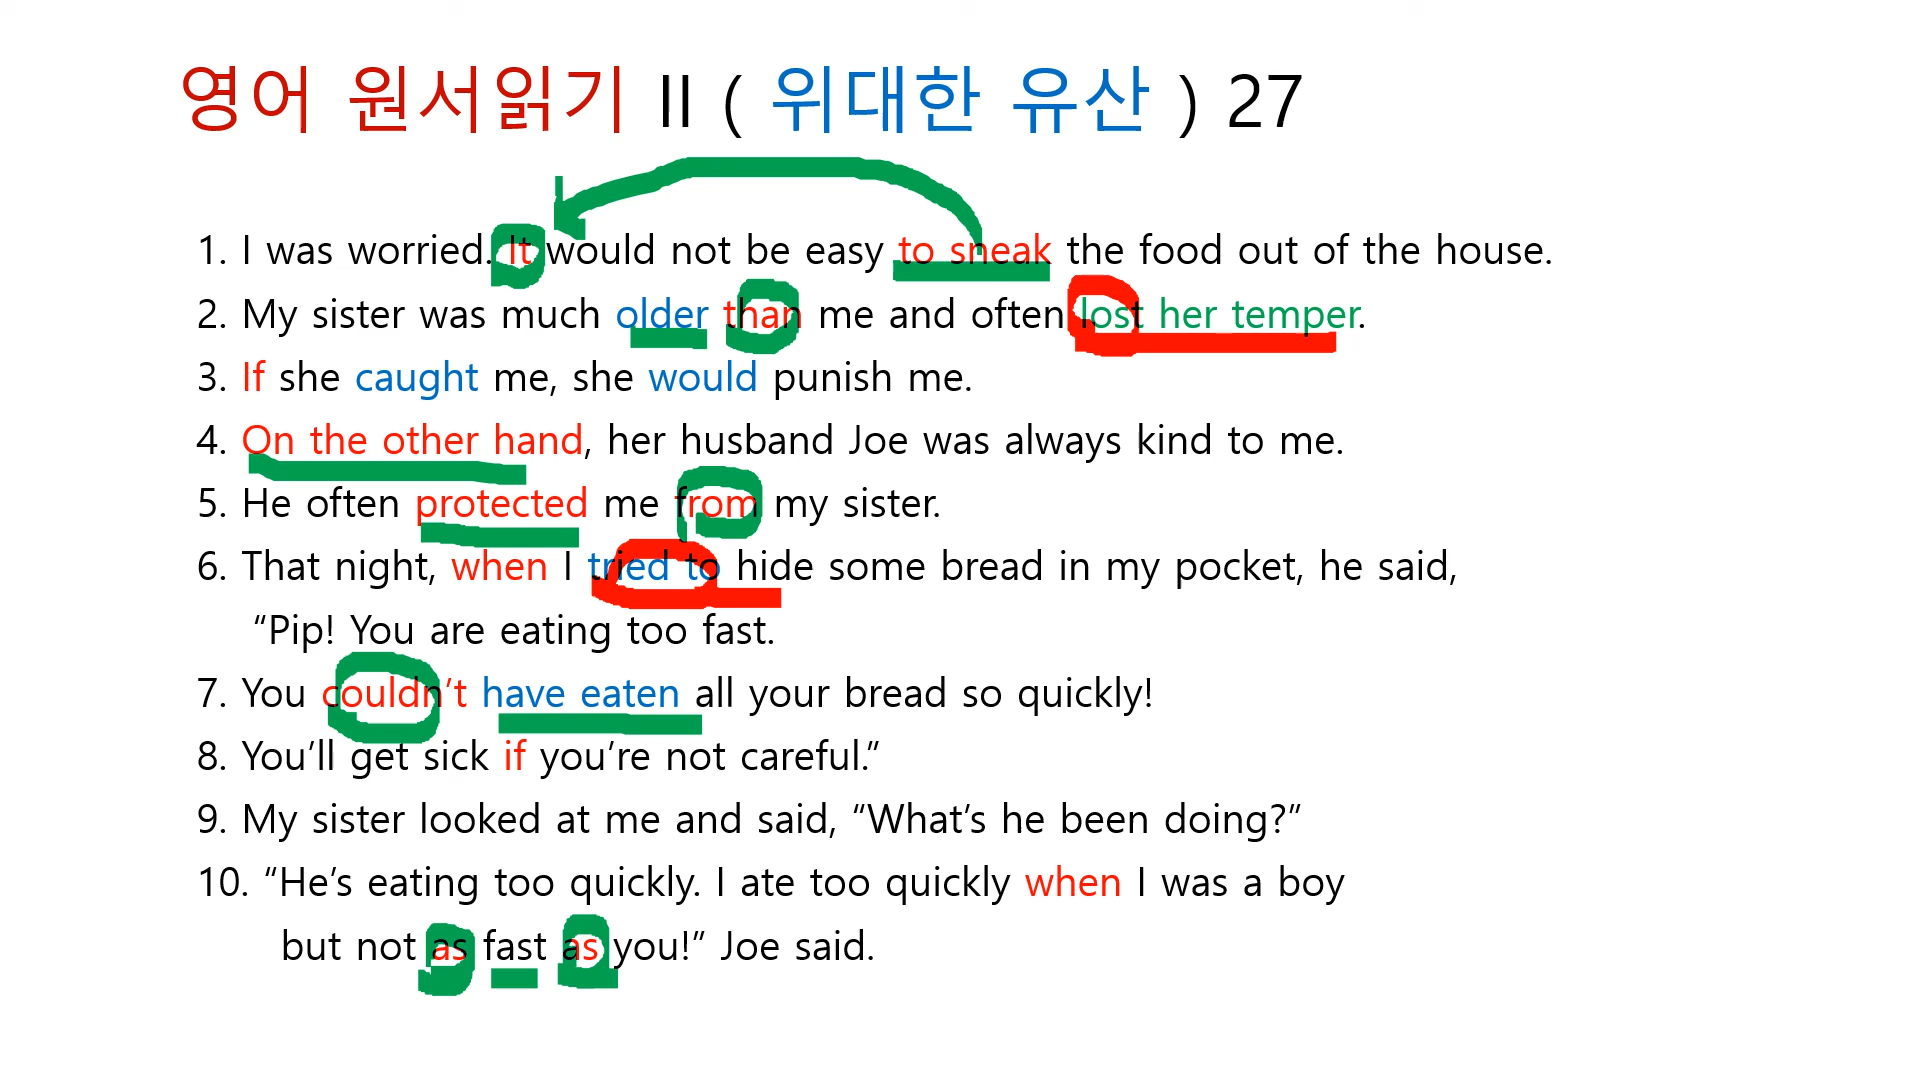 영어 원서읽기 II ( 위대한 유산 ) 27
1. I was worried. It would not be easy to sneak the food out of the house.
2. My sister was much older than me and often lost her temper.
3. If she caught me, she would punish me.
4. On the other hand, her husband Joe was always kind to me.
5. He often protected me from my sister.
6. That night, when I tried to hide some bread in my pocket, he said,
“Pip! You are eating too fast.
7. You couldn’t have eaten all your bread so quickly!
8. You’ll get sick if you’re not careful.”
9. My sister looked at me and said, “What’s he been doing?”
10. “He’s eating too quickly. I ate too quickly when I was a boy
but not as fast as you!” Joe said.